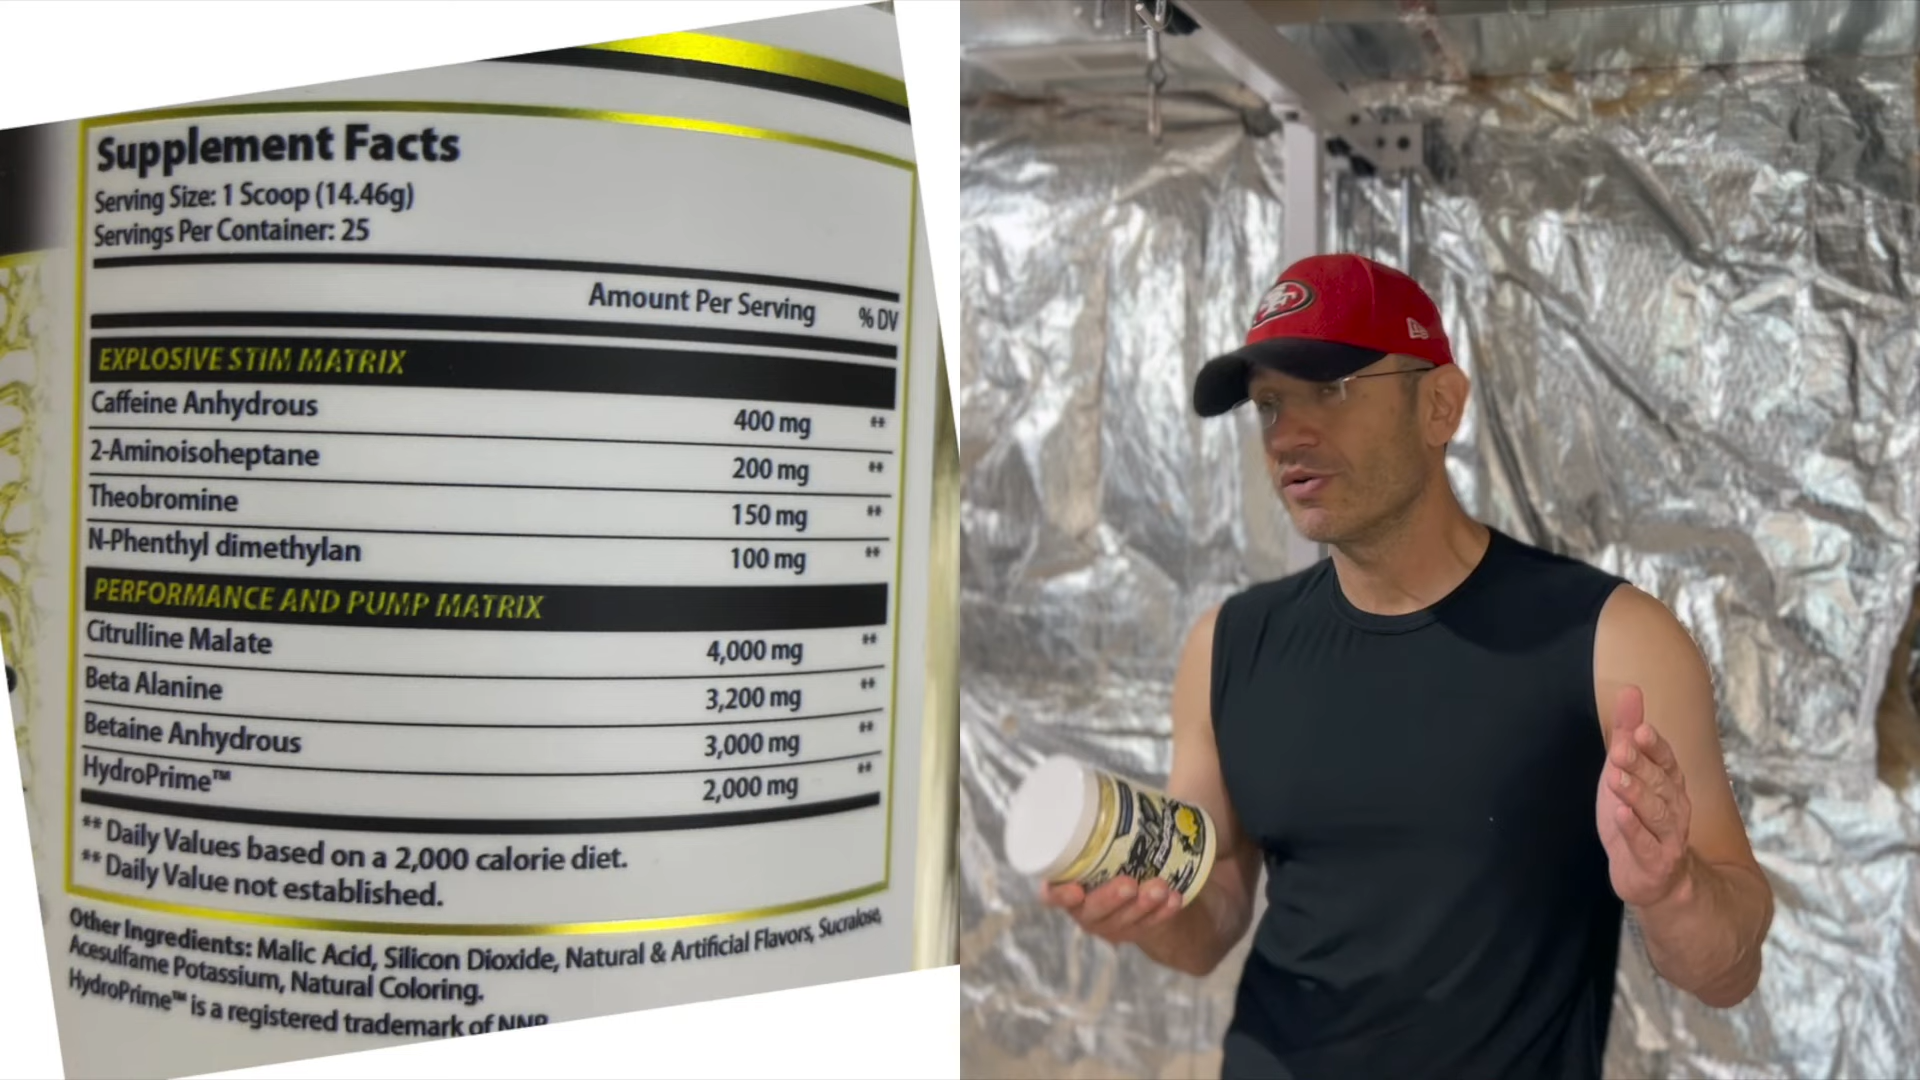 Supplement Facts
Serving Size: 1 Scoop (14.46g)
Servings Per Container: 25
Amount Per Serving % DV
EXPLOSIVE STIM MATRIX
Caffeine Anhydrous 400 mg **
2-Aminoisoheptane 200 mg **
Theobromine 150 mg **
N-Phenthyl dimethylan 100 mg **
PERFORMANCE AND PUMP MATRIX
Citrulline Malate 4,000 mg **
Beta Alanine 3,200 mg **
Betaine Anhydrous 3,000 mg **
HydroPrime™ 2,000 mg **
** Daily Values based on a 2,000 calorie diet.
** Daily Value not established.
Other Ingredients: Malic Acid, Silicon Dioxide, Natural & Artificial Flavors, Sucralose,
Acesulfame Potassium, Natural Coloring.
HydroPrime™ is a registered trademark of NNB
SF